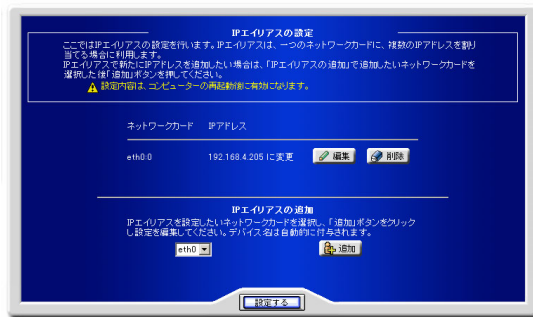 IPエイリアスの設定
ここではIPエイリアスの設定を行います。IPエイリアスは、一つのネットワークカードに、複数のIPアドレスを割り
当てる場合に利用します。
IPエイリアスで新たにIPアドレスを追加したい場合は、「IPエイリアスの追加」で追加したいネットワークカードを
選択した後「追加」ボタンを押してください。
設定内容は、コンピューターの再起動後に有効になります。
ネットワークカード IPアドレス
eth0:0 192.168.4.205 に変更 編集 削除
IPエイリアスの追加
IPエイリアスを設定したいネットワークカードを選択し、「追加」ボタンをクリック
し設定を編集してください。デバイス名は自動的に付与されます。
eth0 追加
設定する